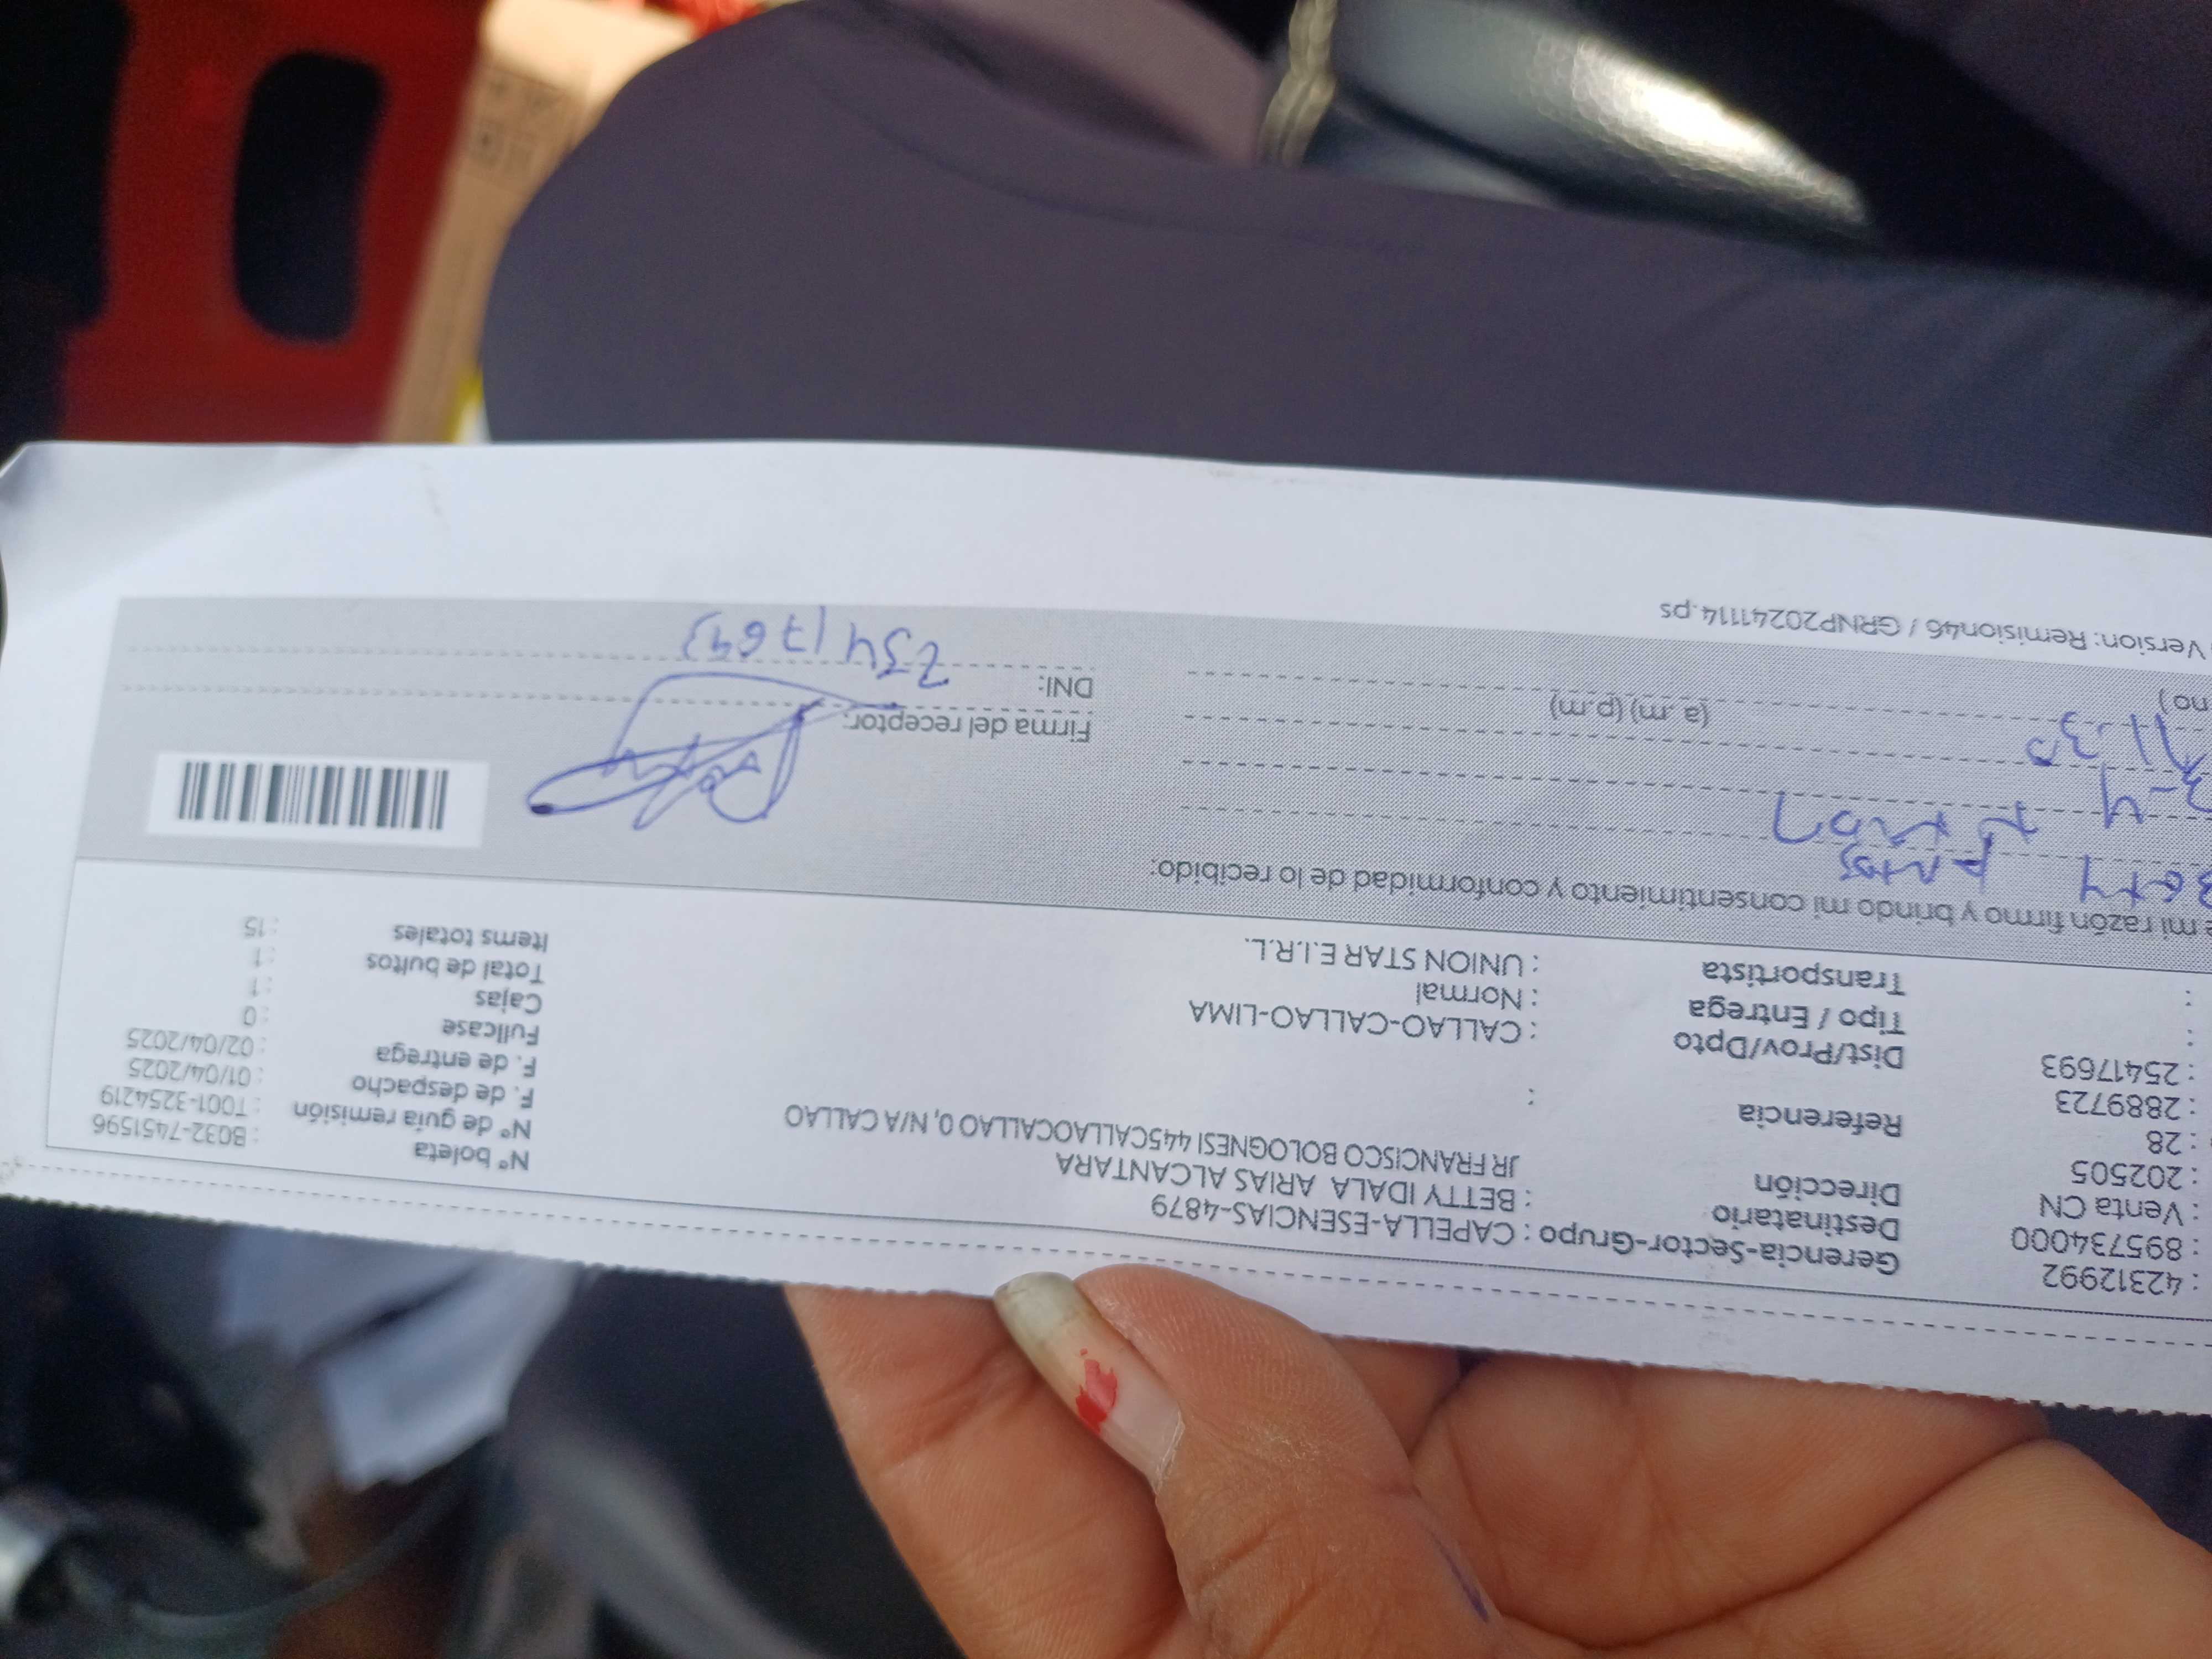 : 42312992 Gerencia-Sector-Grupo : CAPELLA-ESENCIAS-4879 N° boleta : B032-7451596
: 895734000 Destinatario : BETTY IDALA ARIAS ALCANTARA N° de guía remisión : T001-3254219
: Venta CN Dirección JR FRANCISCO BOLOGNESI 445CALLAOCALLAO 0, N/A CALLAO F. de despacho : 01/04/2025
: 202505 F. de entrega : 02/04/2025
: 28 Referencia : Fullcase : 0
: 2889723 Cajas : 1
: 25417693 Dist/Prov/Dpto : CALLAO-CALLAO-LIMA Total de bultos : 1
: Tipo / Entrega : Normal Items totales : 15
: Transportista : UNION STAR E.I.R.L.
mi razón firmo y brindo mi consentimiento y conformidad de lo recibido:
11:30 (a.m) (p.m) Firma del receptor:
no) DNI: 25417693
Version: Remision46 / GRNP20241114.ps